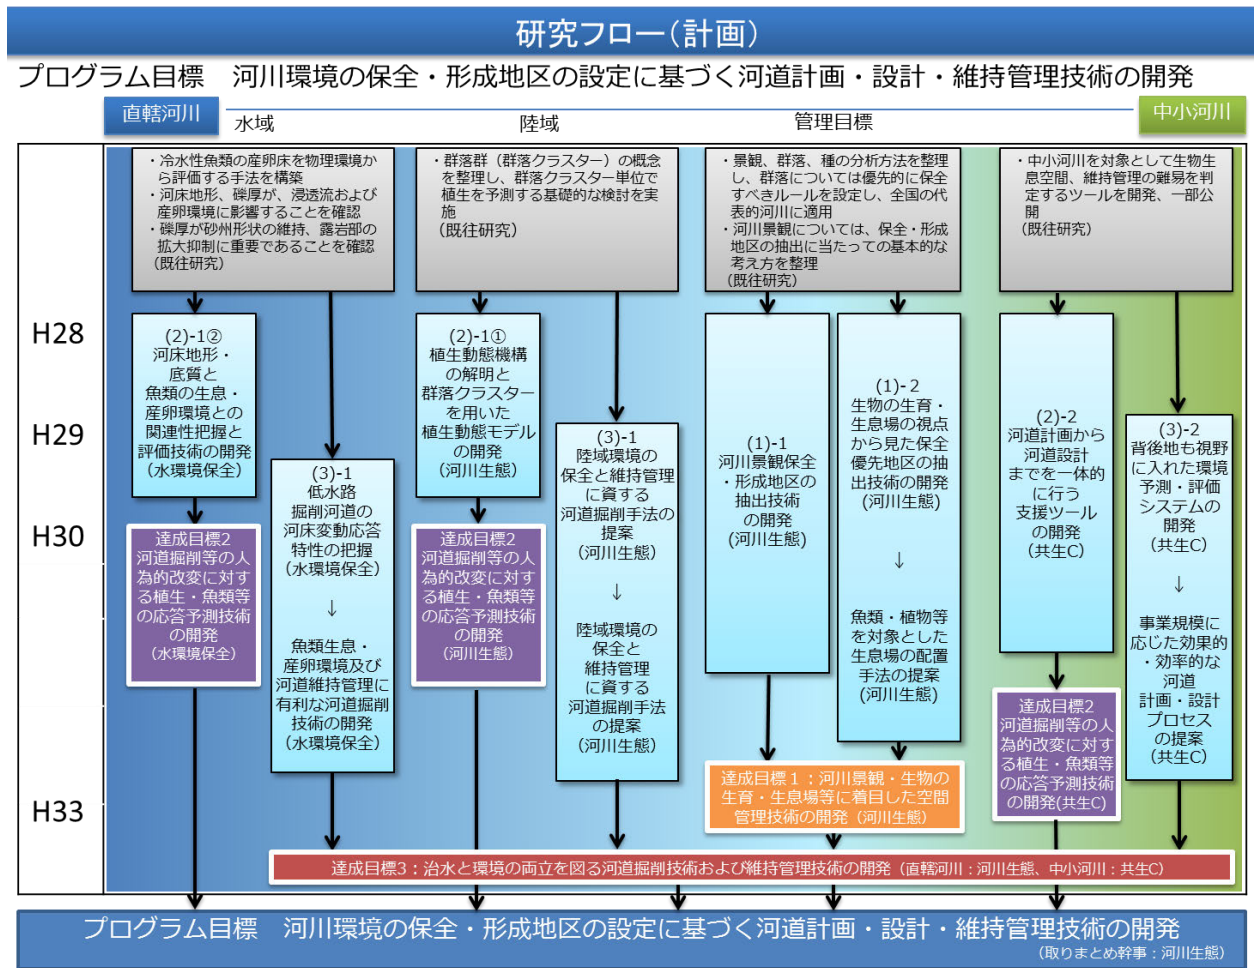 研究フロー(計画)
プログラム目標　河川環境の保全・形成地区の設定に基づく河道計画・設計・維持管理技術の開発
直轄河川
水域
陸域
管理目標
中小河川
・冷水性魚類の産卵床を物理環境か
ら評価する手法を構築
・河床地形、礫厚が、浸透流および
産卵環境に影響することを確認
・礫厚が砂州形状の維持、露岩部の
拡大抑制に重要であることを確認
(既往研究)
・群落群（群落クラスター）の概念
を整理し、群落クラスター単位で
植生を予測する基礎的な検討を実
施
(既往研究)
・景観、群落、種の分析方法を整理
し、群落については優先的に保全
すべきルールを設定し、全国の代
表的河川に適用
・河川景観については、保全・形成
地区の抽出に当たっての基本的な
考え方を整理
(既往研究)
・中小河川を対象として生物生
息空間、維持管理の難易を判
定するツールを開発、一部公
開
(既往研究)
H28
H29
H30
H33
(2)-1②
河床地形・
底質と
魚類の生息・
産卵環境との
関連性把握と
評価技術の開発
(水環境保全)
達成目標2
河道掘削等の人
為的改変に対す
る植生・魚類等
の応答予測技術
の開発
(水環境保全)
(3)-1
低水路
掘削河道の
河床変動応答
特性の把握
(水環境保全)
↓
魚類生息・
産卵環境及び
河道維持管理に
有利な河道掘削
技術の開発
(水環境保全)
(2)-1①
植生動態機構
の解明と
群落クラスター
を用いた
植生動態モデル
の開発
(河川生態)
達成目標2
河道掘削等の人
為的改変に対す
る植生・魚類等
の応答予測技術
の開発
(河川生態)
(3)-1
陸域環境の
保全と維持管理
に資する
河道掘削手法の
提案
(河川生態)
↓
陸域環境の
保全と
維持管理
に資する
河道掘削手法
の提案
(河川生態)
(1)-1
河川景観保全
・形成地区の
抽出技術
の開発
(河川生態)
(1)-2
生物の生育・
生息場の視点
から見た保全
優先地区の抽
出技術の開発
(河川生態)
↓
魚類・植物等
を対象とした
生息場の配置
手法の提案
(河川生態)
達成目標１；河川景観・生物の
生育・生息場等に着目した空間
管理技術の開発（河川生態）
(2)-2
河道計画から
河道設計
までを一体的
に行う
支援ツール
の開発
(共生C)
達成目標2
河道掘削等の人
為的改変に対す
る植生・魚類等
の応答予測技術
の開発(共生C)
(3)-2
背後地も視野
に入れた環境
予測・評価
システムの
開発
(共生C)
↓
事業規模に
応じた効果的
・効率的な
河道
計画・設計
プロセス
の提案
(共生C)
達成目標3：治水と環境の両立を図る河道掘削技術および維持管理技術の開発（直轄河川：河川生態、中小河川：共生C）
プログラム目標　河川環境の保全・形成地区の設定に基づく河道計画・設計・維持管理技術の開発
(取りまとめ幹事：河川生態)